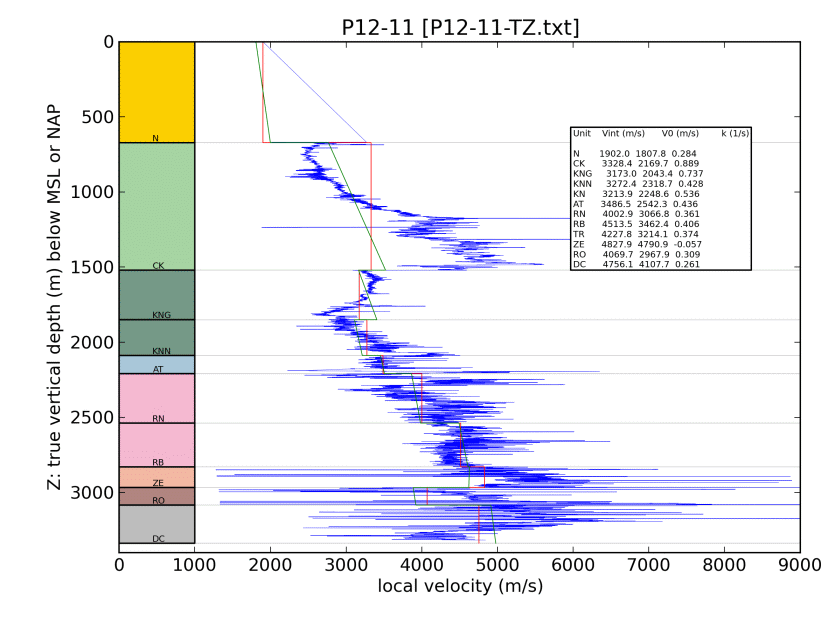 P12-11 [P12-11-TZ.txt]
Z: true vertical depth (m) below MSL or NAP
0
500
1000
1500
2000
2500
3000
N
CK
KNG
KNN
AT
RN
RB
ZE
RO
DC
Unit Vint (m/s) V0 (m/s) k (1/s)
N 1902.0 1807.8 0.284
CK 3328.4 2169.7 0.889
KNG 3173.0 2043.4 0.737
KNN 3272.4 2318.7 0.428
KN 3213.9 2248.6 0.536
AT 3486.5 2542.3 0.436
RN 4002.9 3066.8 0.361
RB 4513.5 3462.4 0.406
TR 4227.8 3214.1 0.374
ZE 4827.9 4790.9 -0.057
RO 4069.7 2967.9 0.309
DC 4756.1 4107.7 0.261
0 1000 2000 3000 4000 5000 6000 7000 8000 9000
local velocity (m/s)